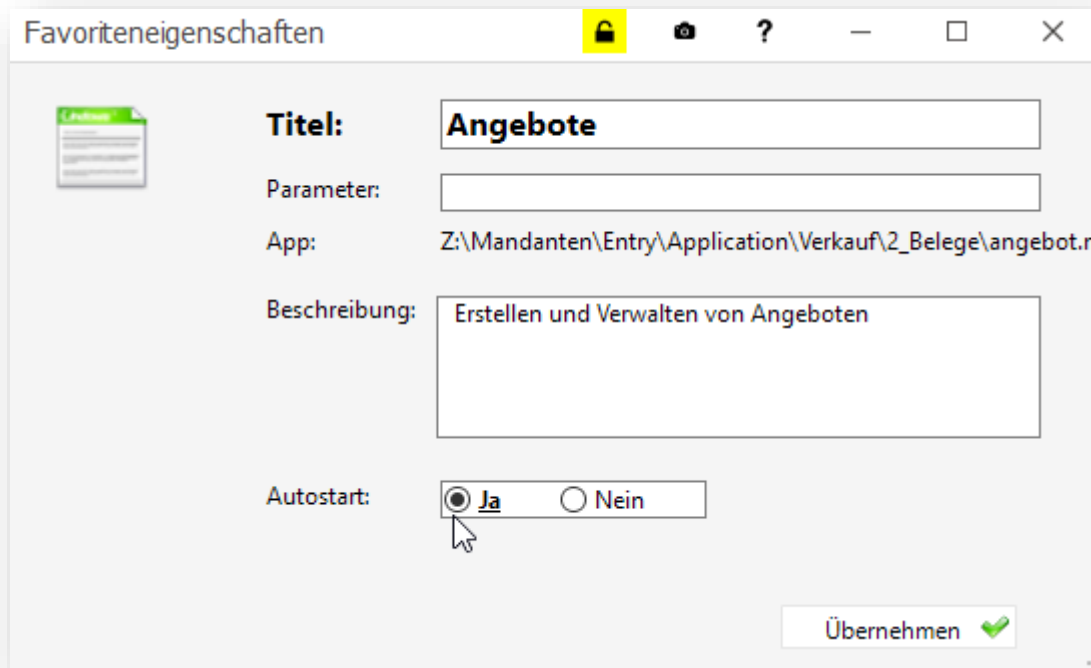 Favoriteneigenschaften ?
Titel: Angebote
Parameter:
App: Z:\Mandanten\Entry\Application\Verkauf\2_Belege\angebot.r
Beschreibung: Erstellen und Verwalten von Angeboten
Autostart: Ja Nein
Übernehmen